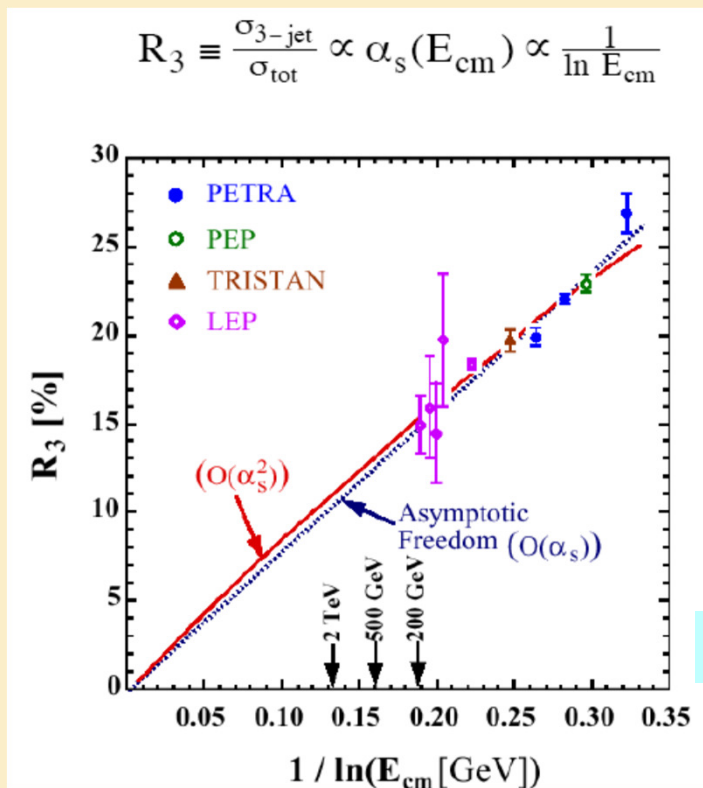 R₃ ≡ σ₃₋jet / σtot ∝ αs(Ecm) ∝ 1 / ln Ecm
30
25
20
15
10
5
0
R₃ [%]
PETRA
PEP
TRISTAN
LEP
(O(αs²))
Asymptotic
Freedom (O(αs))
2 TeV
500 GeV
200 GeV
0.05 0.10 0.15 0.20 0.25 0.30 0.35
1 / ln(Ecm [GeV])